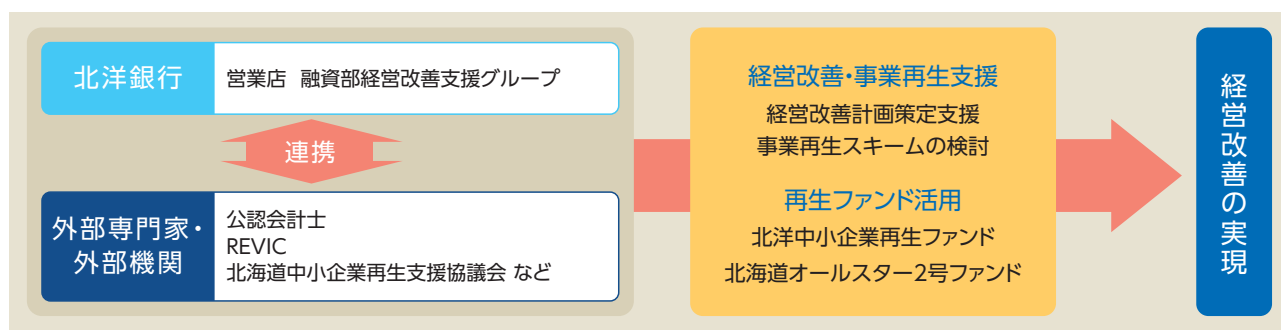 北洋銀行
営業店 融資部経営改善支援グループ
連携
外部専門家・
外部機関
公認会計士
REVIC
北海道中小企業再生支援協議会 など
経営改善・事業再生支援
経営改善計画策定支援
事業再生スキームの検討
再生ファンド活用
北洋中小企業再生ファンド
北海道オールスター2号ファンド
経営改善の実現